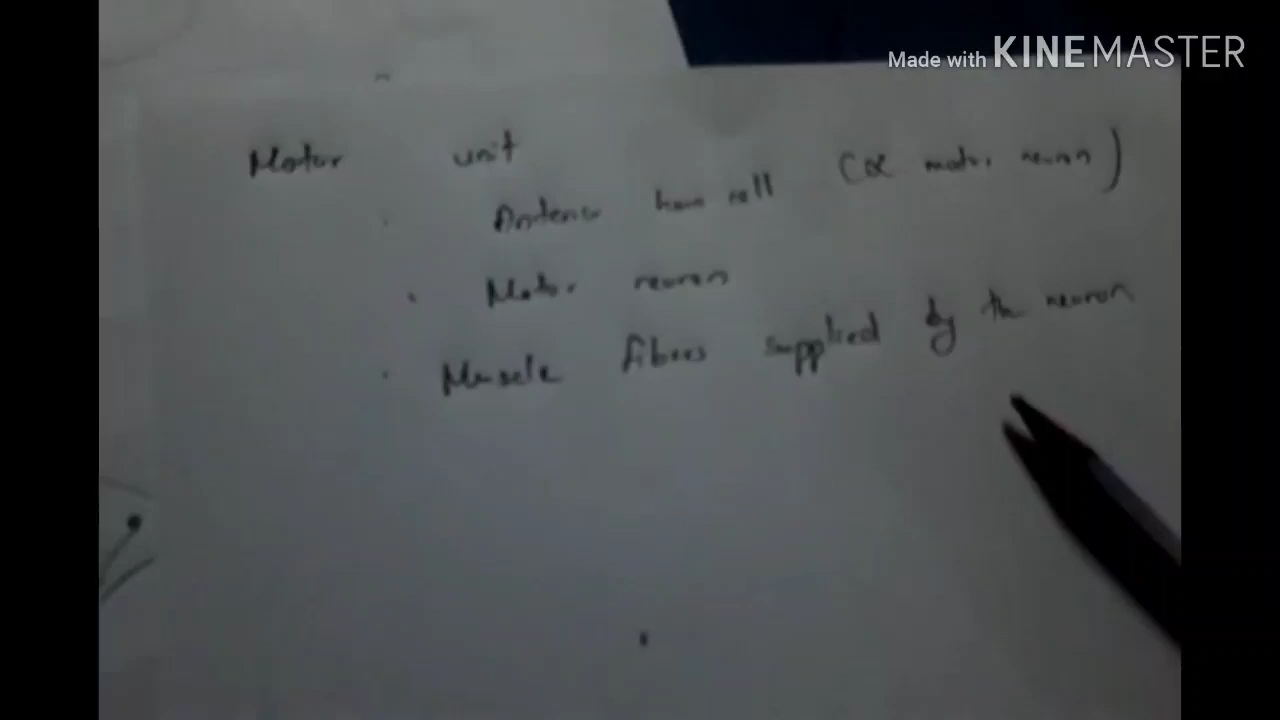 Made with KINEMASTER
Motor unit
Anterior horn cell (α motor neuron)
Motor neuron
Muscle fibres supplied by the neuron